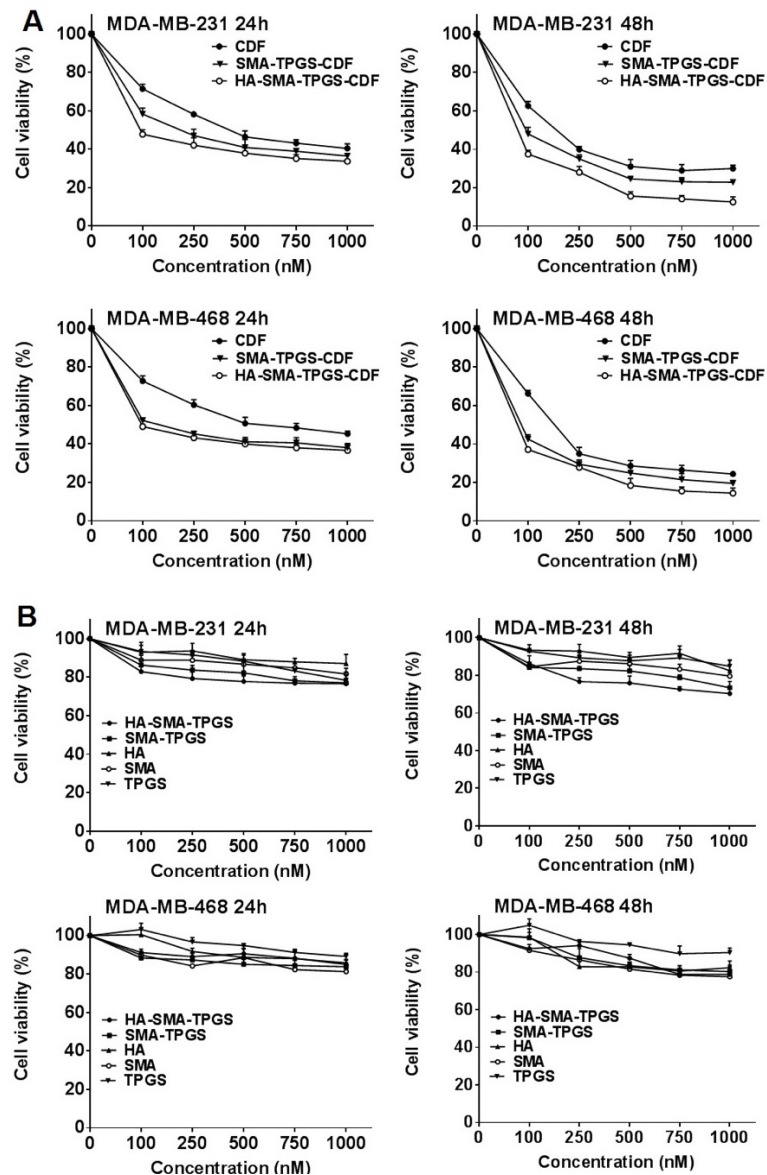 A
MDA-MB-231 24h
CDF
SMA-TPGS-CDF
HA-SMA-TPGS-CDF
Cell viability (%)
100
80
60
40
20
0
0 100 250 500 750 1000
Concentration (nM)
MDA-MB-231 48h
CDF
SMA-TPGS-CDF
HA-SMA-TPGS-CDF
Cell viability (%)
100
80
60
40
20
0
0 100 250 500 750 1000
Concentration (nM)
MDA-MB-468 24h
CDF
SMA-TPGS-CDF
HA-SMA-TPGS-CDF
Cell viability (%)
100
80
60
40
20
0
0 100 250 500 750 1000
Concentration (nM)
MDA-MB-468 48h
CDF
SMA-TPGS-CDF
HA-SMA-TPGS-CDF
Cell viability (%)
100
80
60
40
20
0
0 100 250 500 750 1000
Concentration (nM)
B
MDA-MB-231 24h
Cell viability (%)
100
80
60
40
20
0
HA-SMA-TPGS
SMA-TPGS
HA
SMA
TPGS
0 100 250 500 750 1000
Concentration (nM)
MDA-MB-231 48h
Cell viability (%)
100
80
60
40
20
0
HA-SMA-TPGS
SMA-TPGS
HA
SMA
TPGS
0 100 250 500 750 1000
Concentration (nM)
MDA-MB-468 24h
Cell viability (%)
100
80
60
40
20
0
HA-SMA-TPGS
SMA-TPGS
HA
SMA
TPGS
0 100 250 500 750 1000
Concentration (nM)
MDA-MB-468 48h
Cell viability (%)
100
80
60
40
20
0
HA-SMA-TPGS
SMA-TPGS
HA
SMA
TPGS
0 100 250 500 750 1000
Concentration (nM)